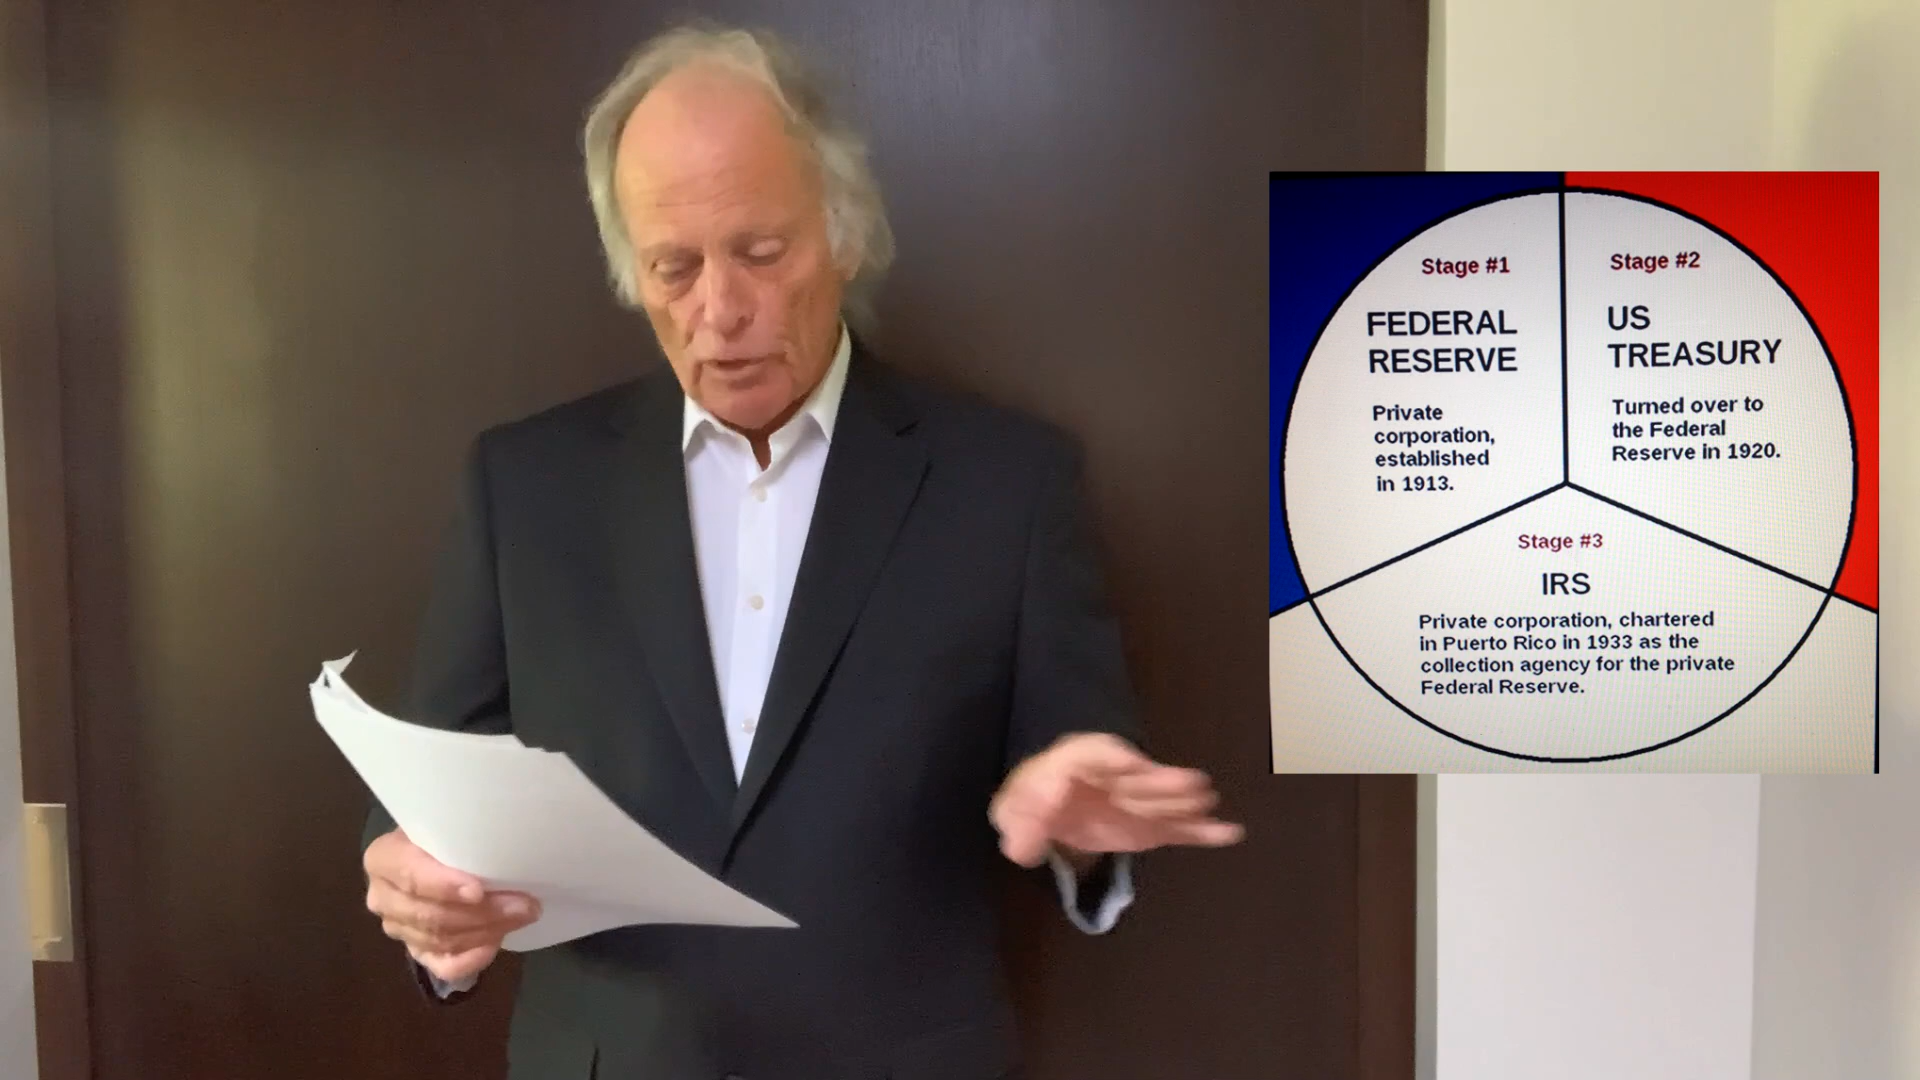 Stage #1
FEDERAL
RESERVE
Private
corporation,
established
in 1913.
Stage #2
US
TREASURY
Turned over to
the Federal
Reserve in 1920.
Stage #3
IRS
Private corporation, chartered
in Puerto Rico in 1933 as the
collection agency for the private
Federal Reserve.